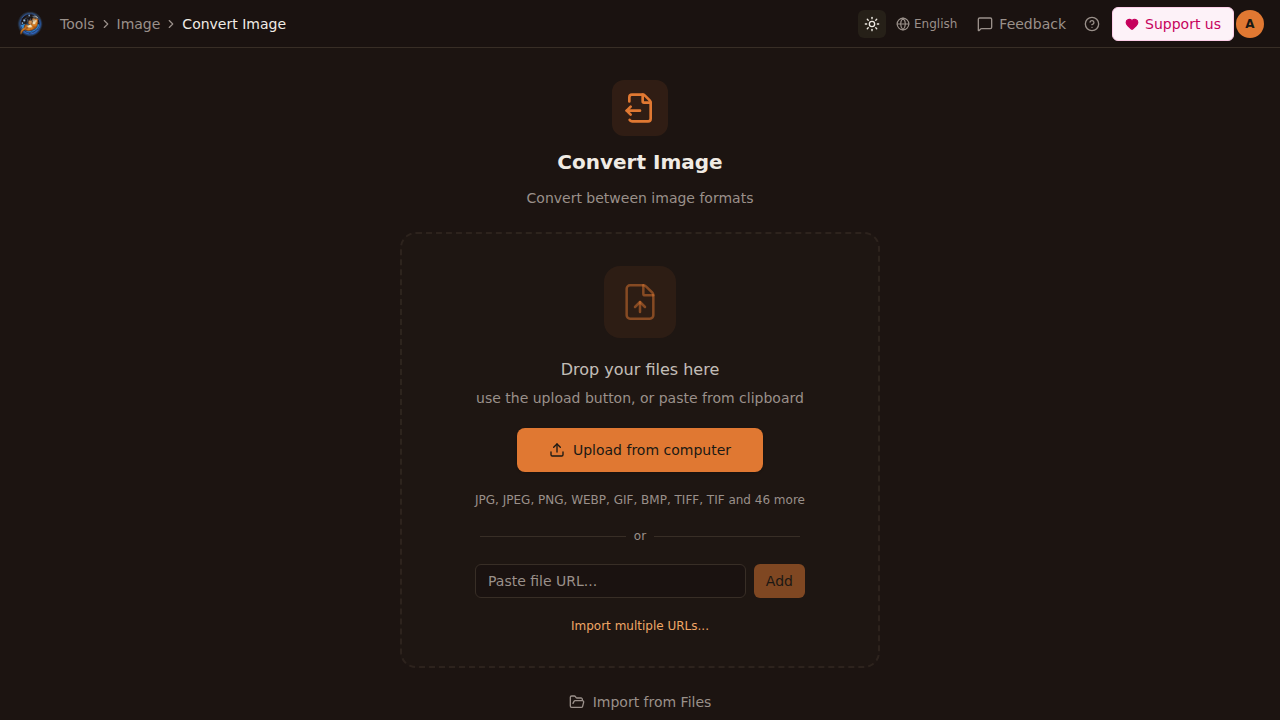 Tools > Image > Convert Image
English
Feedback
Support us
A
Convert Image
Convert between image formats
Drop your files here
use the upload button, or paste from clipboard
Upload from computer
JPG, JPEG, PNG, WEBP, GIF, BMP, TIFF, TIF and 46 more
or
Paste file URL...
Add
Import multiple URLs...
Import from Files